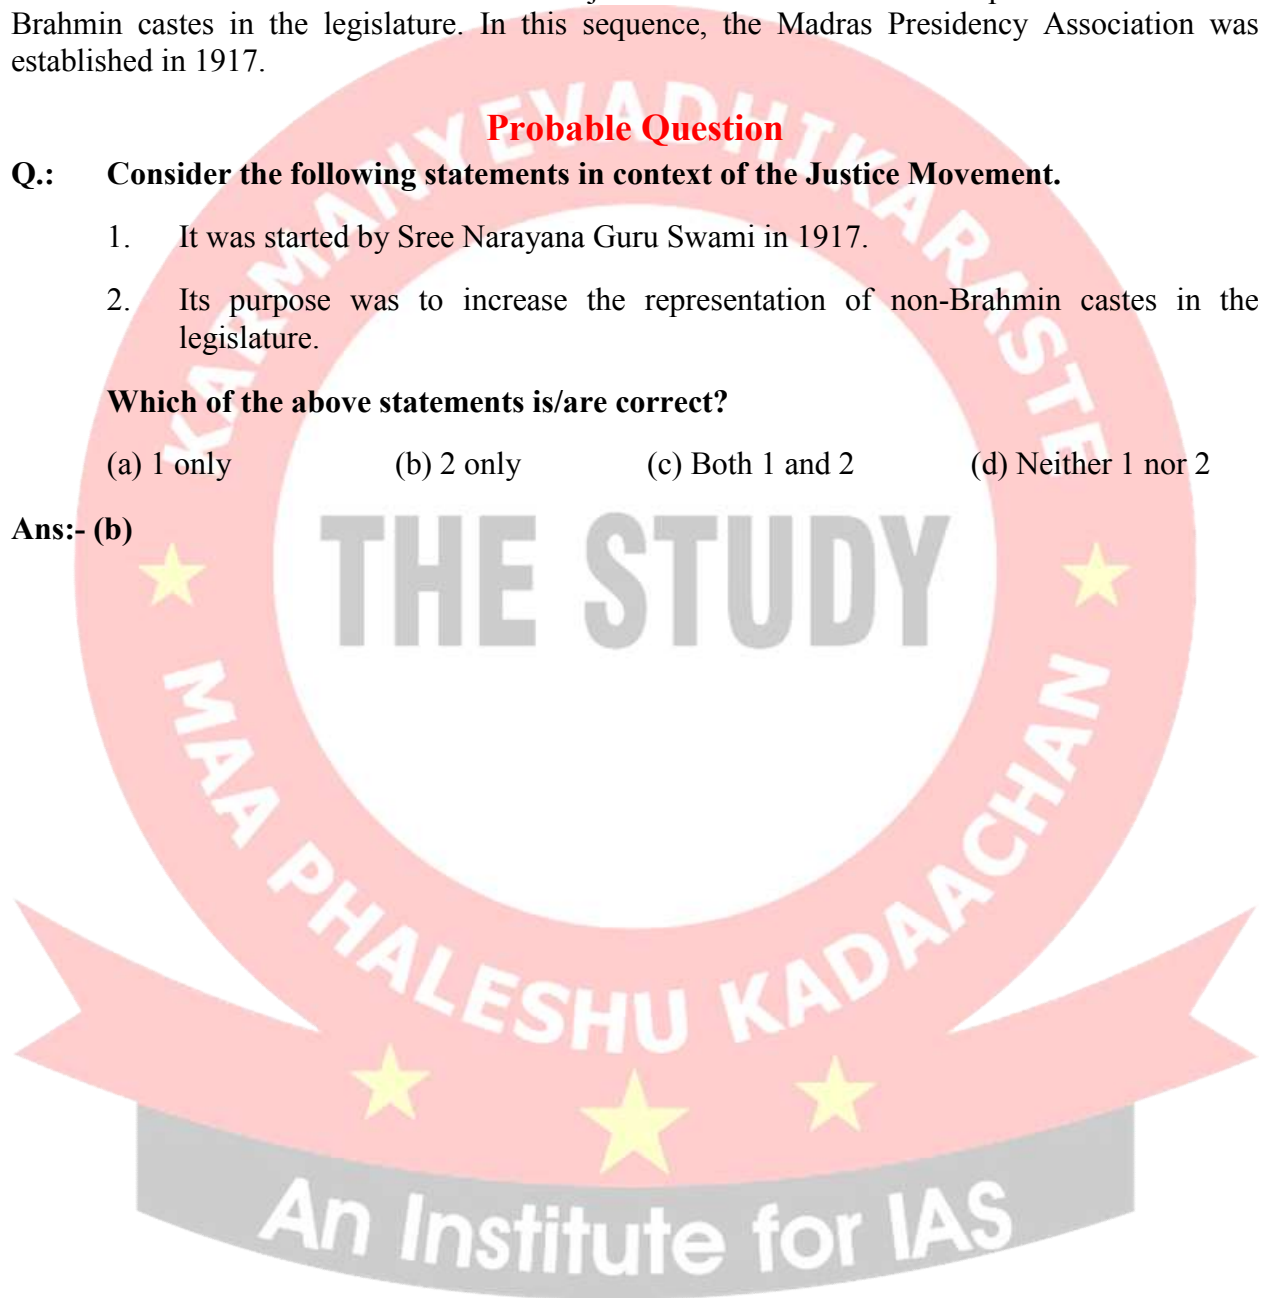 Brahmin castes in the legislature. In this sequence, the Madras Presidency Association was
established in 1917.
Probable Question
Q.: Consider the following statements in context of the Justice Movement.
1. It was started by Sree Narayana Guru Swami in 1917.
2. Its purpose was to increase the representation of non-Brahmin castes in the
legislature.
Which of the above statements is/are correct?
(a) 1 only (b) 2 only (c) Both 1 and 2 (d) Neither 1 nor 2
Ans:- (b)
KARMANYEVADHIKARASTE
THE STUDY
MAA PHALESHU KADAACHAN
An Institute for IAS